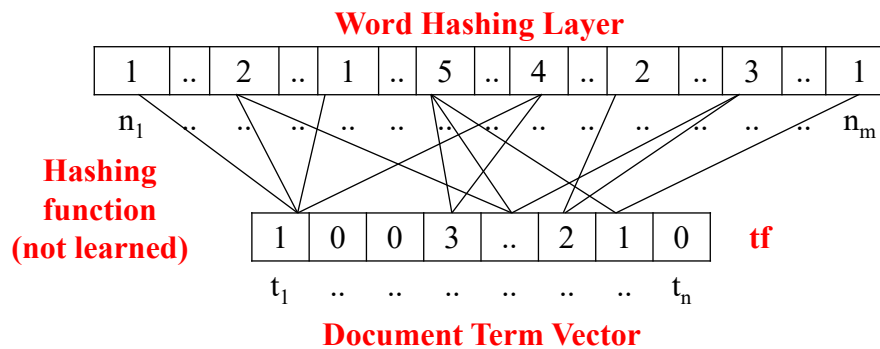 Word Hashing Layer
1 .. 2 .. 1 .. 5 .. 4 .. 2 .. 3 .. 1
n1 .. .. .. .. .. .. .. .. .. .. .. .. .. nm
Hashing
function
(not learned)
1 0 0 3 .. 2 1 0 tf
t1 .. .. .. .. .. .. tn
Document Term Vector